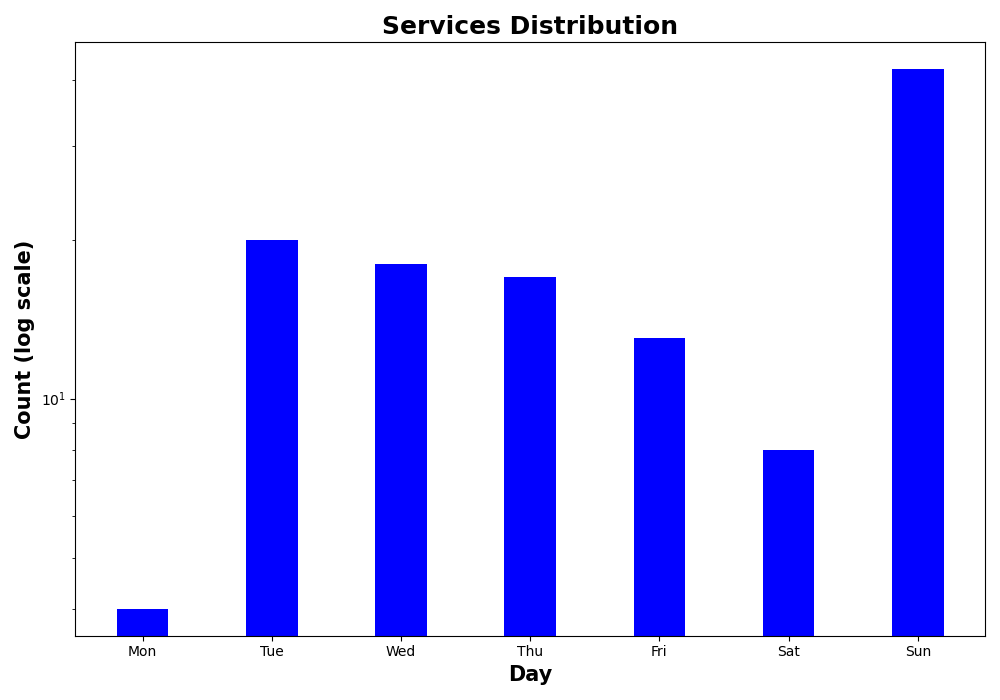 Services Distribution
Count (log scale)
10¹
Mon Tue Wed Thu Fri Sat Sun
Day